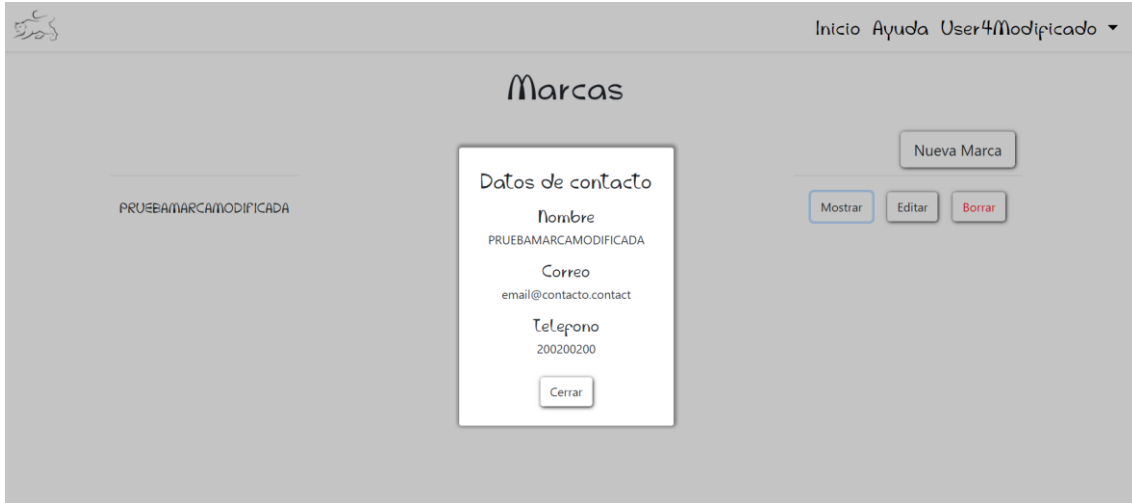 Inicio Ayuda User4Modificado
Marcas
Nueva Marca
PRUEBAMARCAMODIFICADA
Mostrar Editar Borrar
Datos de contacto
Nombre
PRUEBAMARCAMODIFICADA
Correo
email@contacto.contact
Telefono
200200200
Cerrar